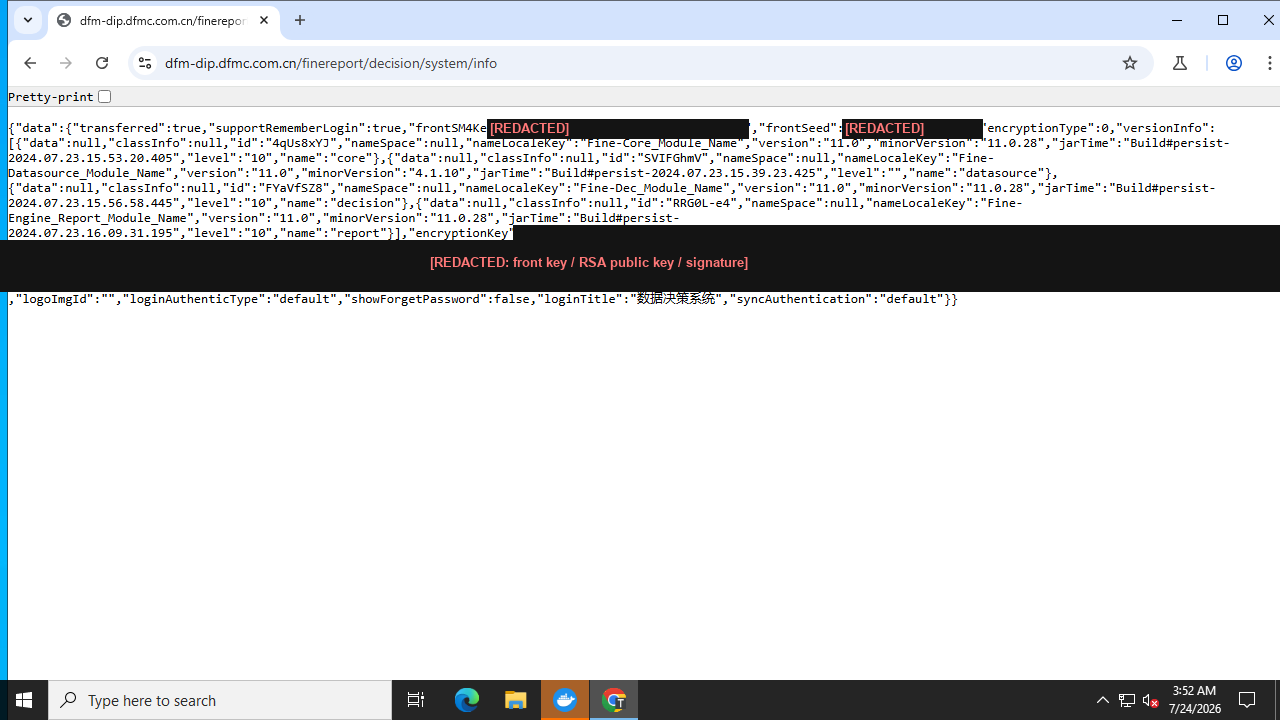 dfm-dip.dfmc.com.cn/finereport
dfm-dip.dfmc.com.cn/finereport/decision/system/info
Pretty-print
{"data":{"transferred":true,"supportRememberLogin":true,"frontSM4Ke[REDACTED]","frontSeed":[REDACTED]"encryptionType":0,"versionInfo":
[{"data":null,"classInfo":null,"id":"4qUs8xYJ","nameSpace":null,"nameLocaleKey":"Fine-Core_Module_Name","version":"11.0","minorVersion":"11.0.28","jarTime":"Build#persist-
2024.07.23.15.53.20.405","level":"10","name":"core"},{"data":null,"classInfo":null,"id":"SVIFGhmV","nameSpace":null,"nameLocaleKey":"Fine-
Datasource_Module_Name","version":"11.0","minorVersion":"4.1.10","jarTime":"Build#persist-2024.07.23.15.39.23.425","level":"","name":"datasource"},
{"data":null,"classInfo":null,"id":"FYaVfSZ8","nameSpace":null,"nameLocaleKey":"Fine-Dec_Module_Name","version":"11.0","minorVersion":"11.0.28","jarTime":"Build#persist-
2024.07.23.15.56.58.445","level":"10","name":"decision"},{"data":null,"classInfo":null,"id":"RRG0L-e4","nameSpace":null,"nameLocaleKey":"Fine-
Engine_Report_Module_Name","version":"11.0","minorVersion":"11.0.28","jarTime":"Build#persist-
2024.07.23.16.09.31.195","level":"10","name":"report"}],"encryptionKey"
[REDACTED: front key / RSA public key / signature]
,"logoImgId":"","loginAuthenticType":"default","showForgetPassword":false,"loginTitle":"数据决策系统","syncAuthentication":"default"}}
Type here to search
3:52 AM
7/24/2026